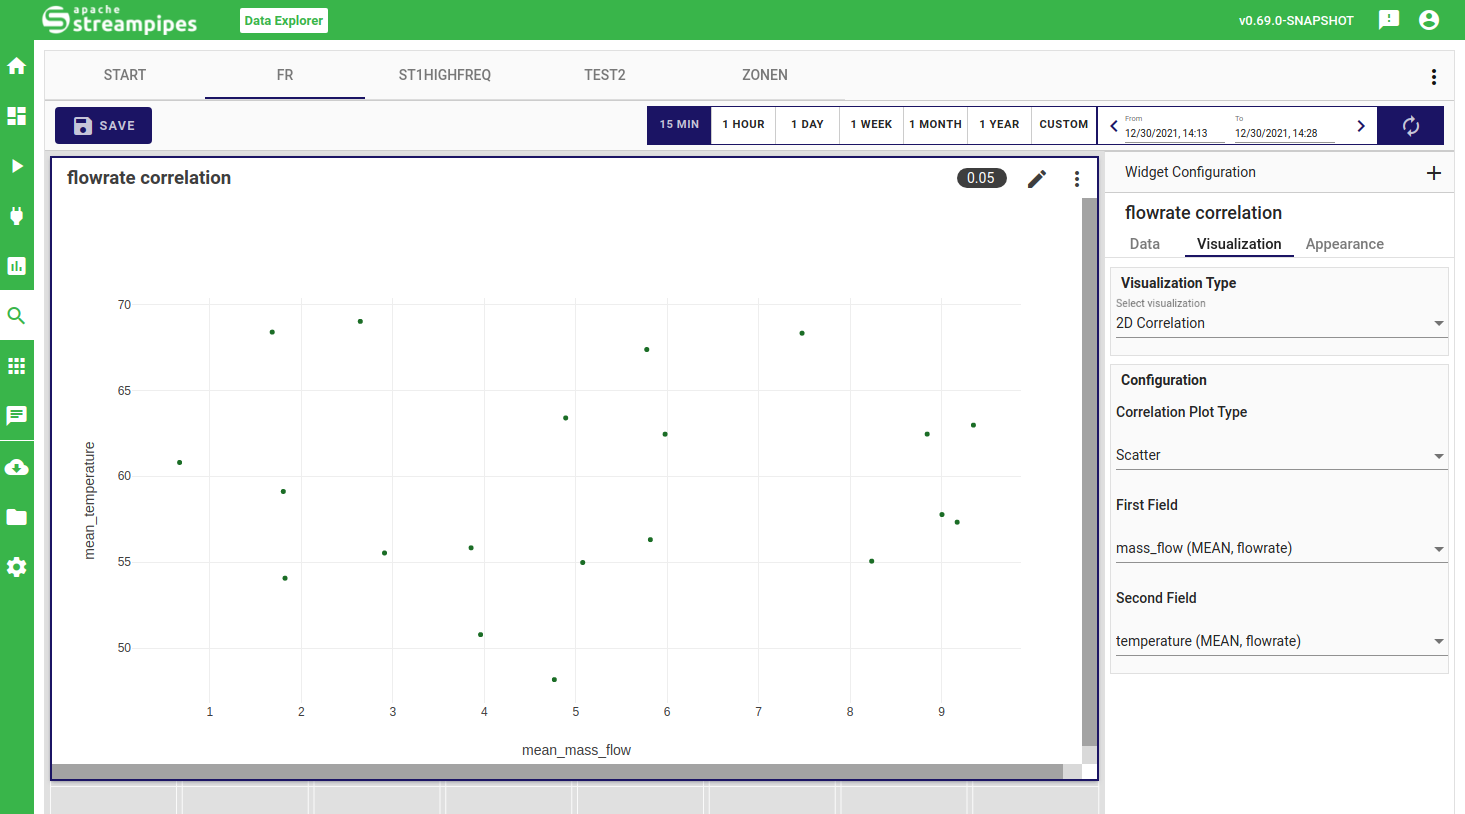 apache
streampipes
Data Explorer
v0.69.0-SNAPSHOT
START
FR
ST1HIGHFREQ
TEST2
ZONEN
SAVE
15 MIN
1 HOUR
1 DAY
1 WEEK
1 MONTH
1 YEAR
CUSTOM
From
12/30/2021, 14:13
To
12/30/2021, 14:28
flowrate correlation
0.05
70
65
60
55
50
mean_temperature
1
2
3
4
5
6
7
8
9
mean_mass_flow
Widget Configuration
flowrate correlation
Data
Visualization
Appearance
Visualization Type
Select visualization
2D Correlation
Configuration
Correlation Plot Type
Scatter
First Field
mass_flow (MEAN, flowrate)
Second Field
temperature (MEAN, flowrate)